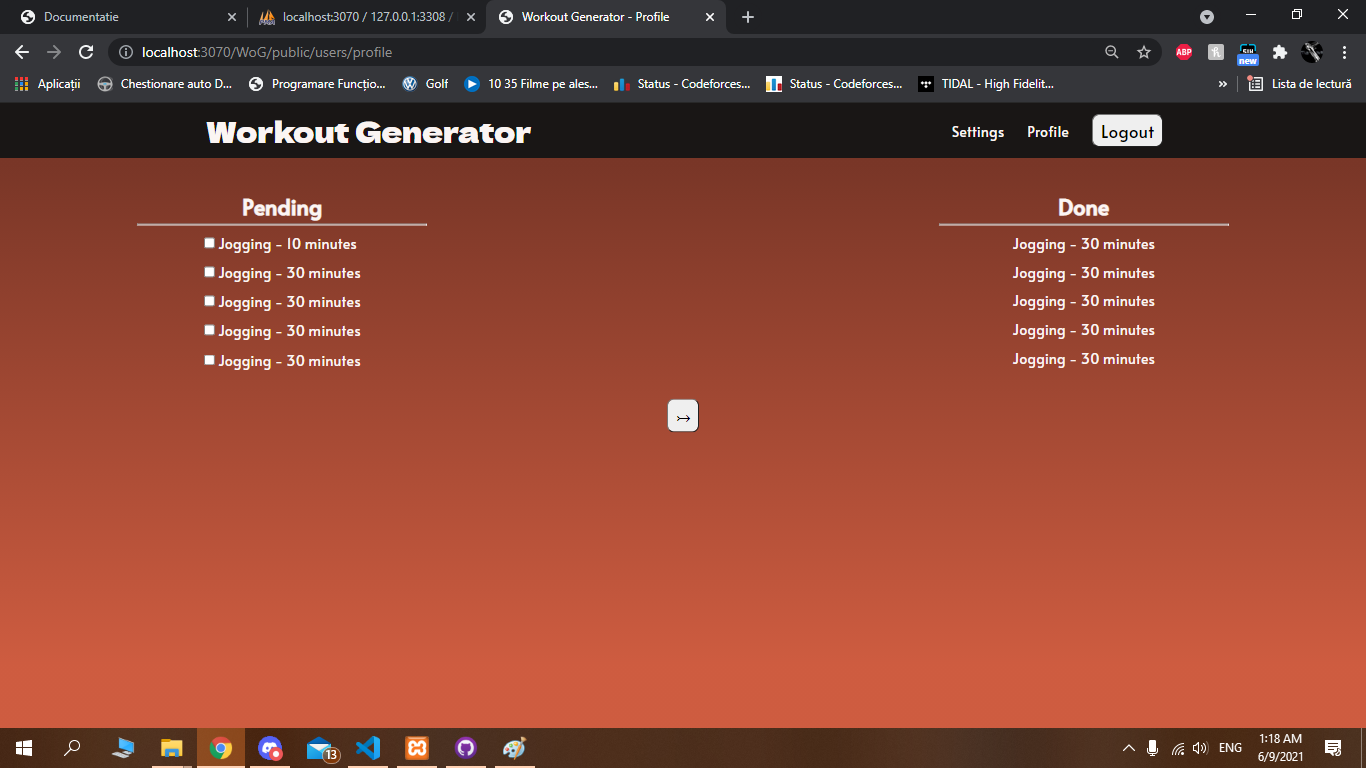 Documentatie
localhost:3070 / 127.0.0.1:3308 /
Workout Generator - Profile
localhost:3070/WoG/public/users/profile
ABP
new
Aplicații
Chestionare auto D...
Programare Funcțio...
Golf
10 35 Filme pe ales...
Status - Codeforces...
Status - Codeforces...
TIDAL - High Fidelit...
»
Lista de lectură
Workout Generator
Settings
Profile
Logout
Pending
Jogging - 10 minutes
Jogging - 30 minutes
Jogging - 30 minutes
Jogging - 30 minutes
Jogging - 30 minutes
Done
Jogging - 30 minutes
Jogging - 30 minutes
Jogging - 30 minutes
Jogging - 30 minutes
Jogging - 30 minutes
13
ENG
1:18 AM
6/9/2021